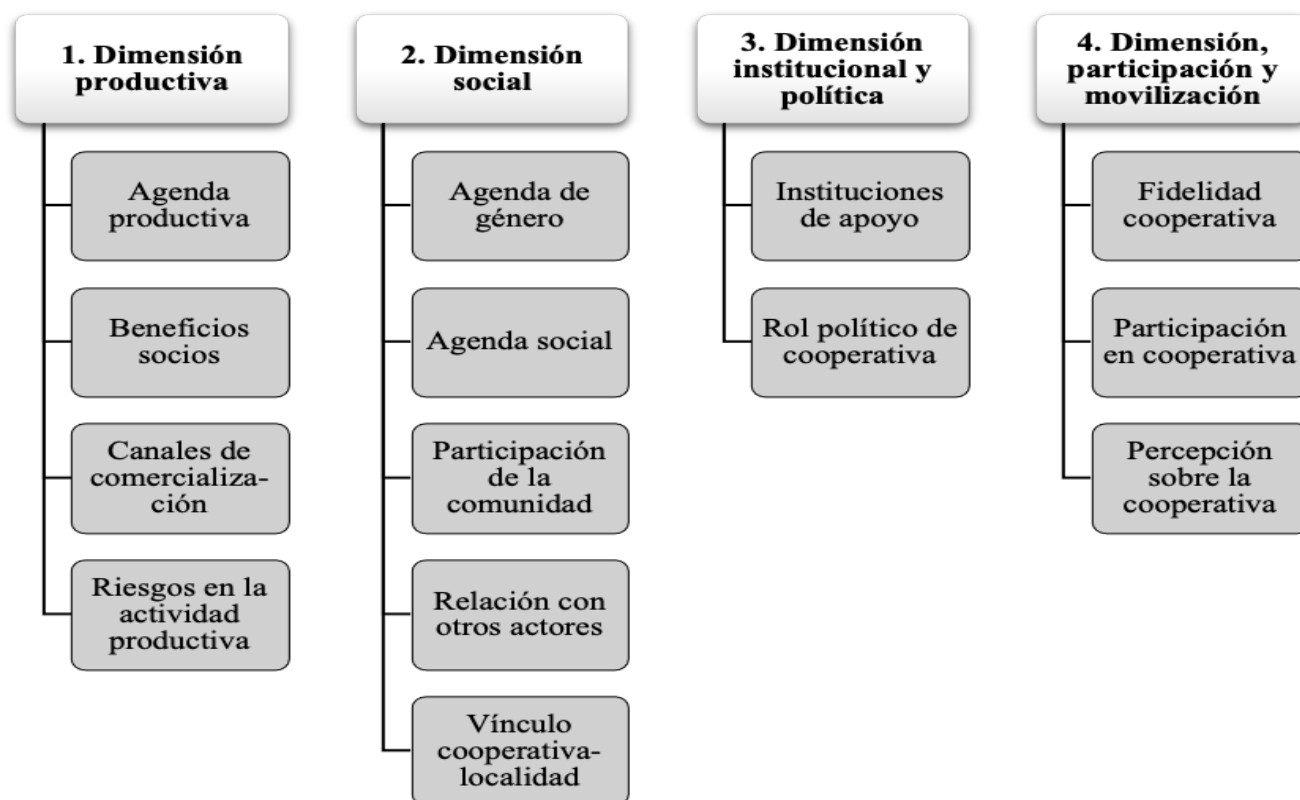 1. Dimensión
productiva
Agenda
productiva
Beneficios
socios
Canales de
comercializa-
ción
Riesgos en la
actividad
productiva
2. Dimensión
social
Agenda de
género
Agenda social
Participación
de la
comunidad
Relación con
otros actores
Vínculo
cooperativa-
localidad
3. Dimensión
institucional y
política
Instituciones
de apoyo
Rol político de
cooperativa
4. Dimensión,
participación y
movilización
Fidelidad
cooperativa
Participación
en cooperativa
Percepción
sobre la
cooperativa